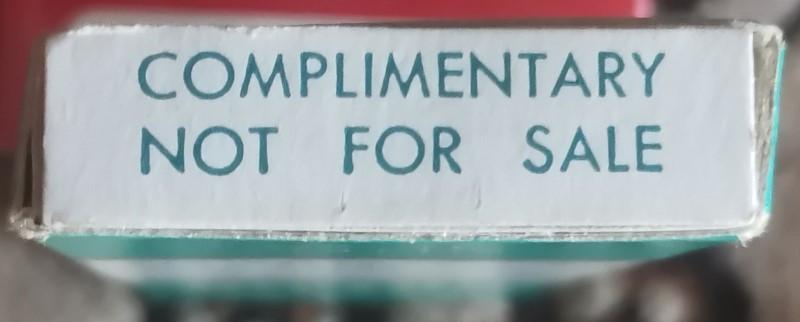 COMPLIMENTARY
NOT FOR SALE